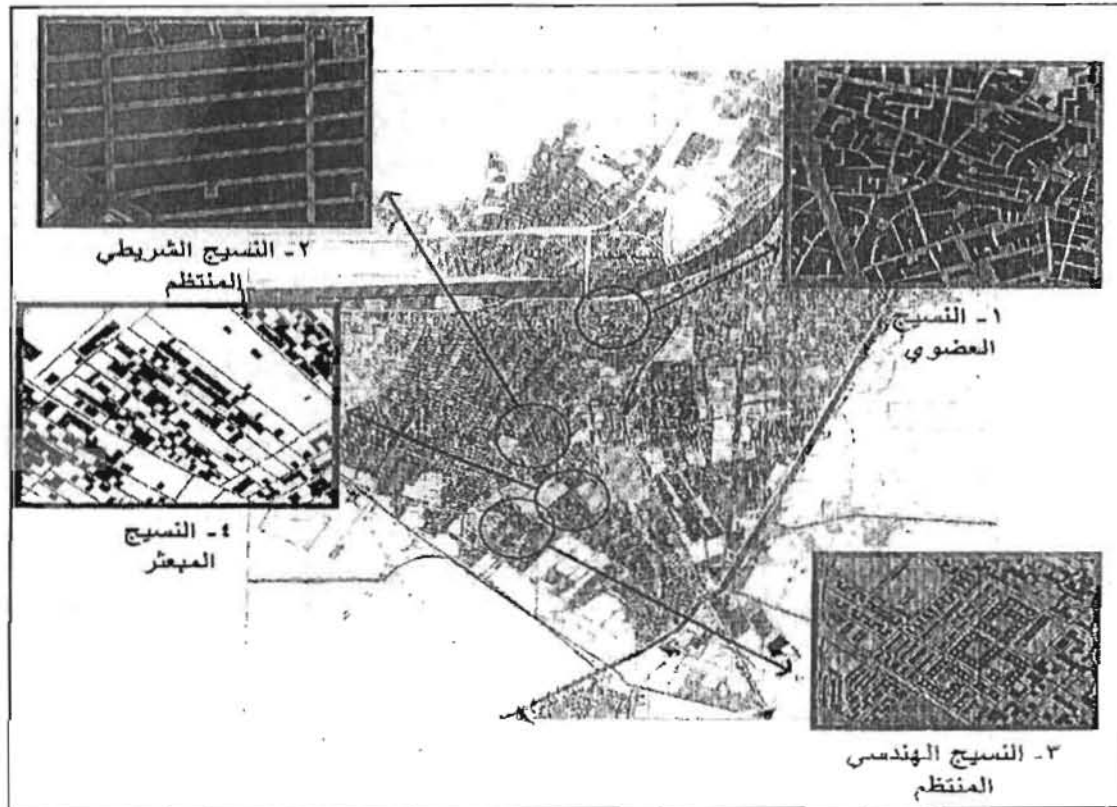 ١- النسيج
العضوي
٢- النسيج الشريطي
المنتظم
٣- النسيج الهندسي
المنتظم
٤- النسيج
المبعثر